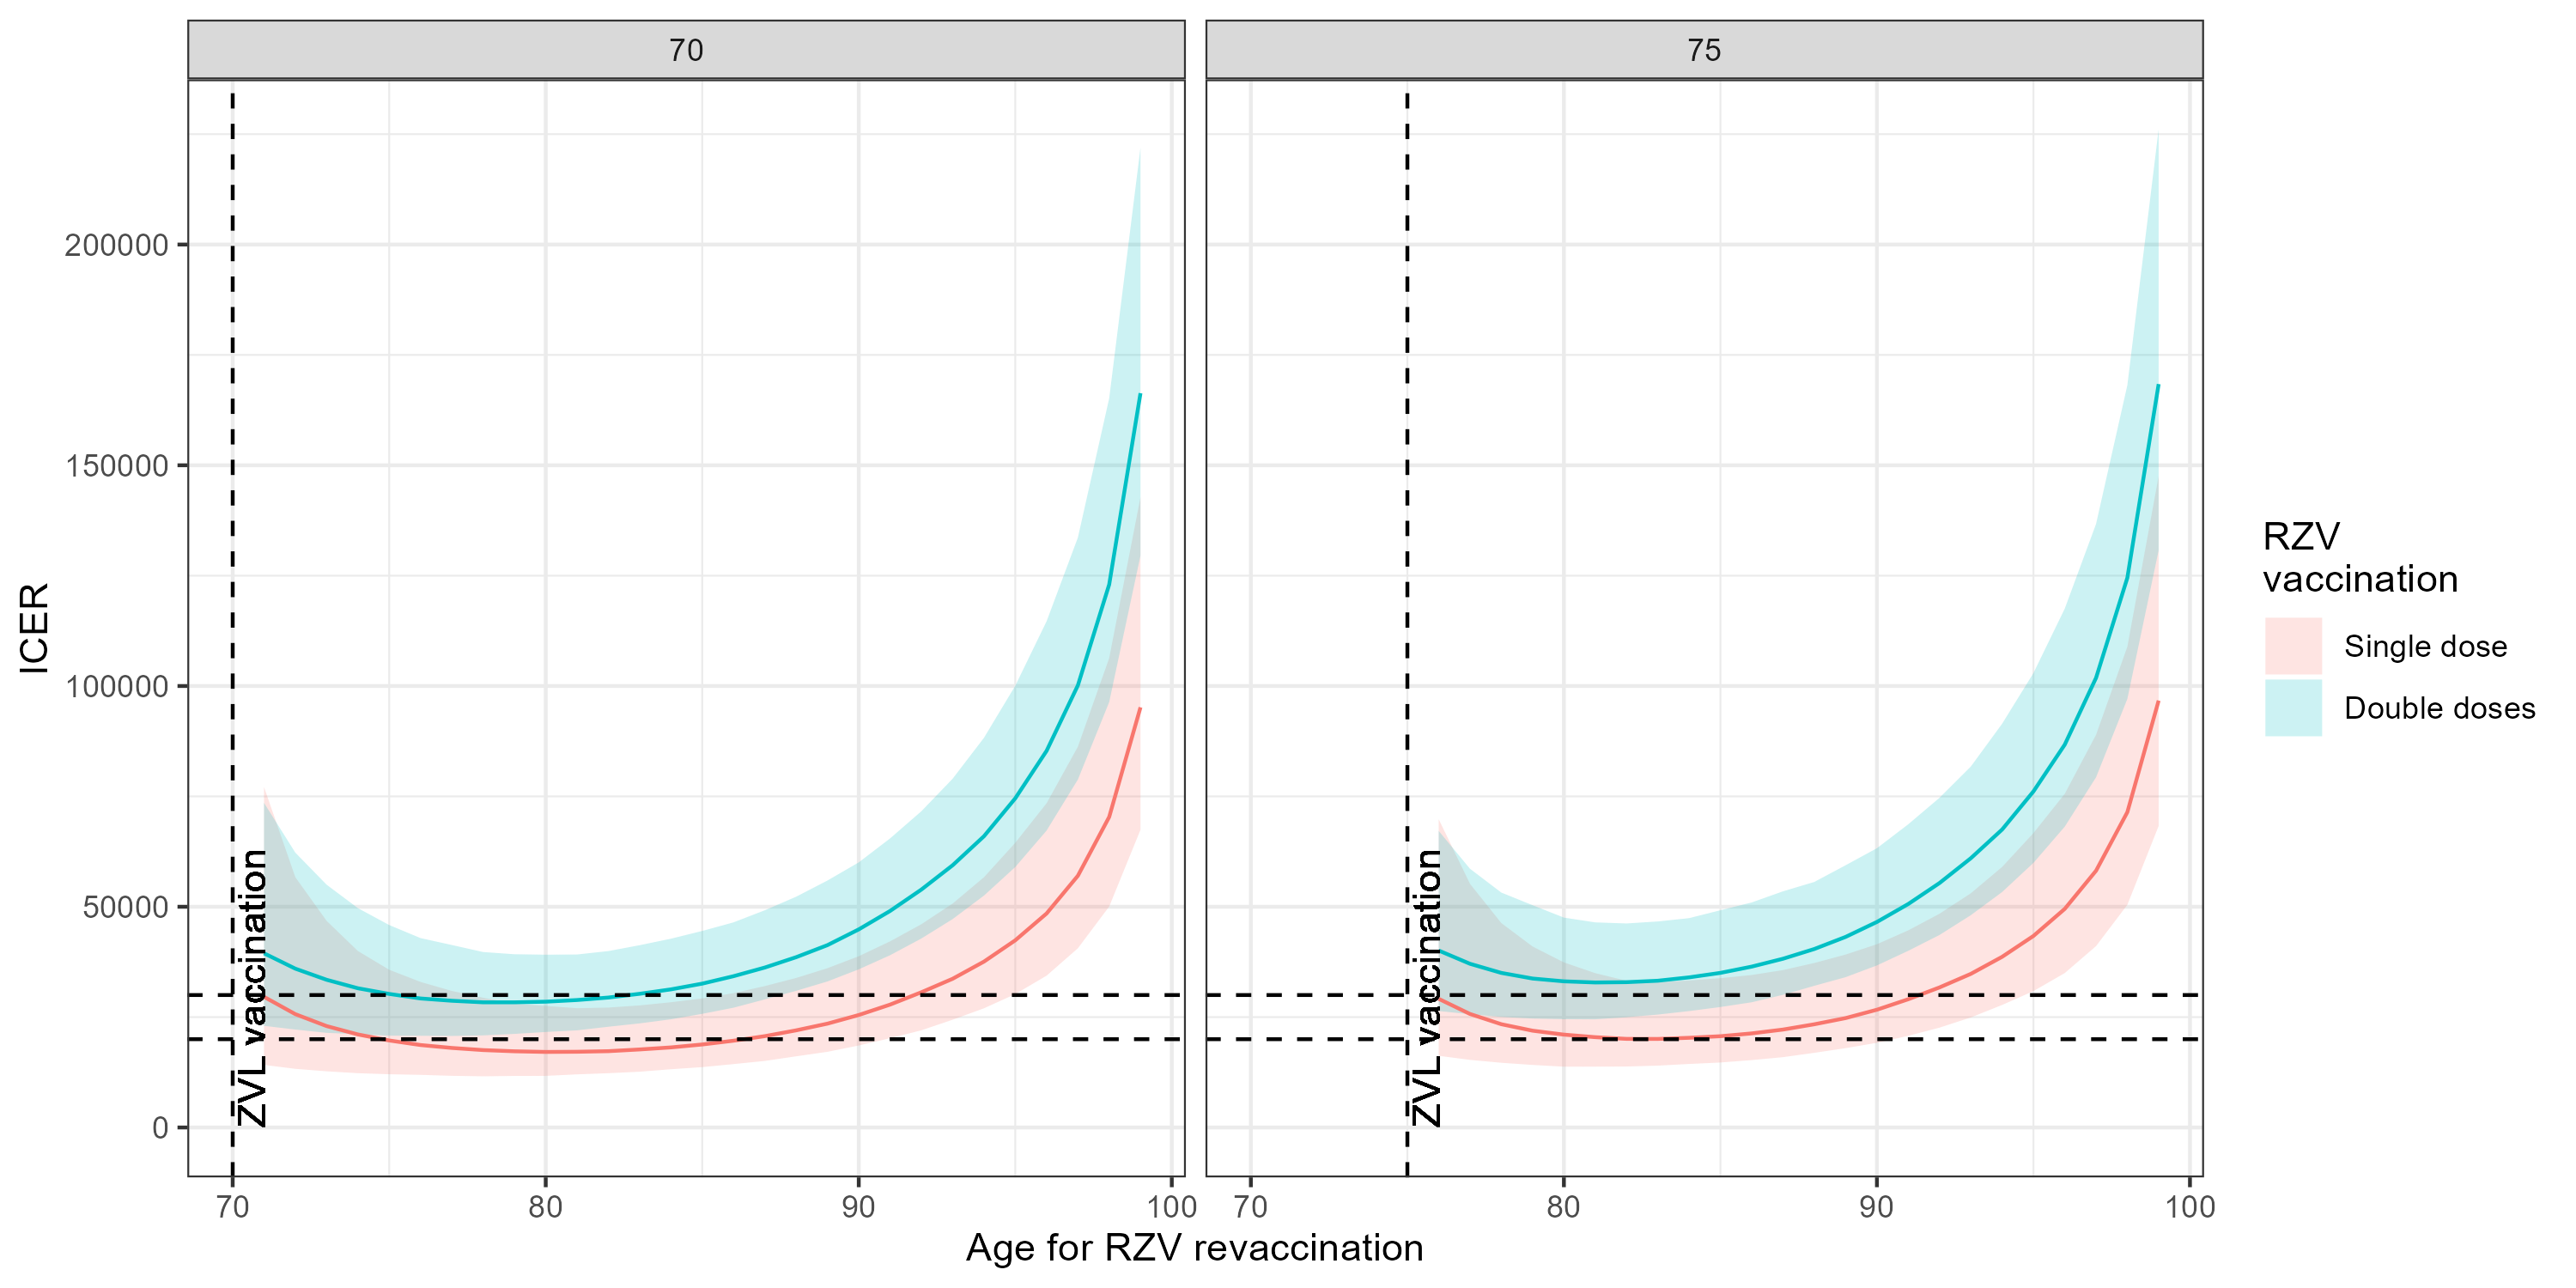 70
75
200000
150000
100000
50000
0
ICER
ZVL vaccination
ZVL vaccination
70
80
90
100
70
80
90
100
Age for RZV revaccination
RZV
vaccination
Single dose
Double doses